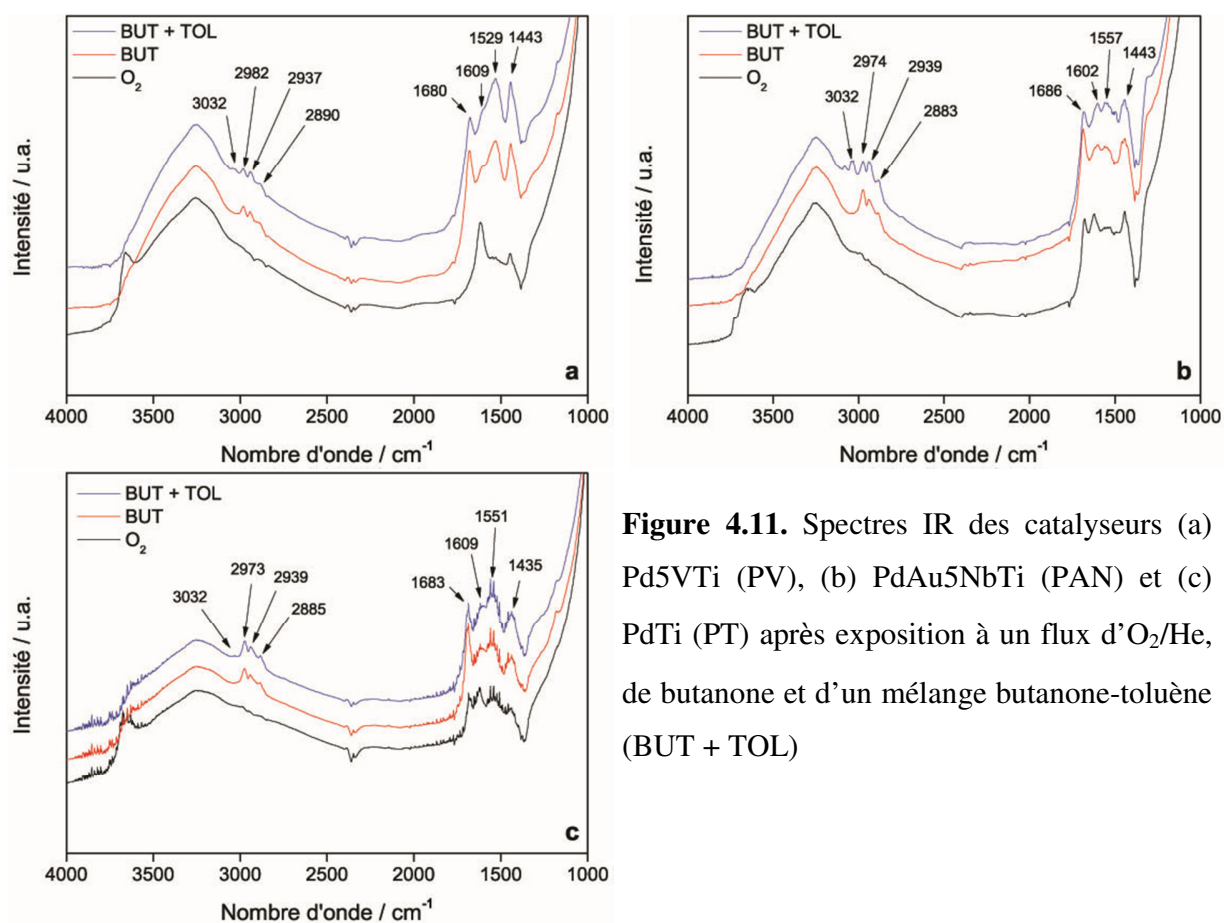 BUT + TOL
BUT
O₂
3032
2982
2937
2890
1680
1609
1529
1443
Intensité / u.a.
a
4000
3500
3000
2500
2000
1500
1000
Nombre d'onde / cm⁻¹
BUT + TOL
BUT
O₂
3032
2974
2939
2883
1686
1602
1557
1443
Intensité / u.a.
b
4000
3500
3000
2500
2000
1500
1000
Nombre d'onde / cm⁻¹
BUT + TOL
BUT
O₂
3032
2973
2939
2885
1683
1609
1551
1435
Intensité / u.a.
c
4000
3500
3000
2500
2000
1500
1000
Nombre d'onde / cm⁻¹
Figure 4.11. Spectres IR des catalyseurs (a)
Pd5VTi (PV), (b) PdAu5NbTi (PAN) et (c)
PdTi (PT) après exposition à un flux d'O₂/He,
de butanone et d'un mélange butanone-toluène
(BUT + TOL)